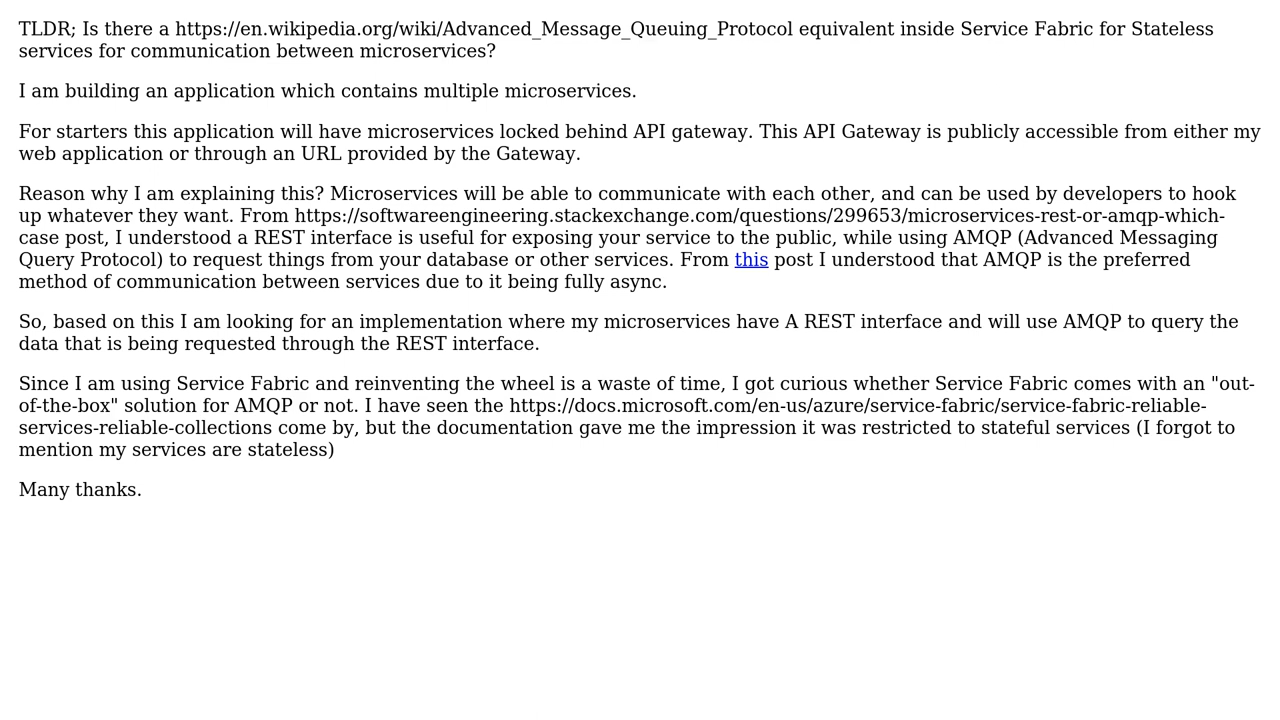 TLDR; Is there a https://en.wikipedia.org/wiki/Advanced_Message_Queuing_Protocol equivalent inside Service Fabric for Stateless
services for communication between microservices?
I am building an application which contains multiple microservices.
For starters this application will have microservices locked behind API gateway. This API Gateway is publicly accessible from either my
web application or through an URL provided by the Gateway.
Reason why I am explaining this? Microservices will be able to communicate with each other, and can be used by developers to hook
up whatever they want. From https://softwareengineering.stackexchange.com/questions/299653/microservices-rest-or-amqp-which-
case post, I understood a REST interface is useful for exposing your service to the public, while using AMQP (Advanced Messaging
Query Protocol) to request things from your database or other services. From this post I understood that AMQP is the preferred
method of communication between services due to it being fully async.
So, based on this I am looking for an implementation where my microservices have A REST interface and will use AMQP to query the
data that is being requested through the REST interface.
Since I am using Service Fabric and reinventing the wheel is a waste of time, I got curious whether Service Fabric comes with an "out-
of-the-box" solution for AMQP or not. I have seen the https://docs.microsoft.com/en-us/azure/service-fabric/service-fabric-reliable-
services-reliable-collections come by, but the documentation gave me the impression it was restricted to stateful services (I forgot to
mention my services are stateless)
Many thanks.